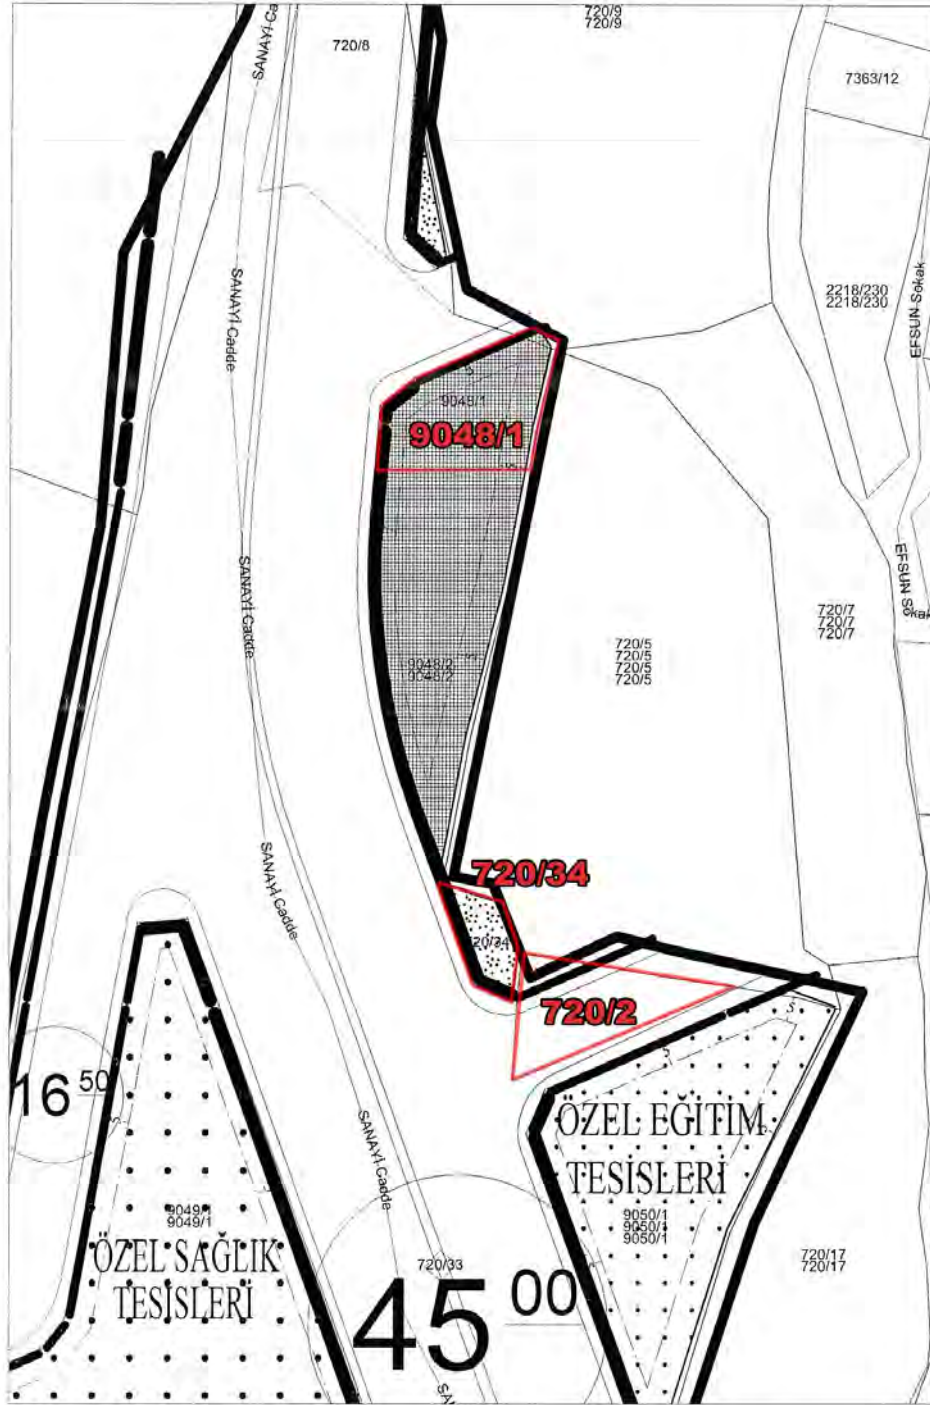 720/9
720/9
SANAYİ Ca
720/8
7363/12
SANAYİ Cadde
2218/230
2218/230
EFSUN Sokak
9048/1
9048/1
SANAYİ Cadde
EFSUN Sokak
720/7
720/7
720/7
720/5
720/5
720/5
720/5
9048/2
9048/2
SANAYİ Cadde
720/34
720/34
720/2
16 50
S
ÖZEL EĞİTİM
TESİSLERİ
9050/1
9050/1
9050/1
SANAYİ Cadde
9049/1
9049/1
ÖZEL SAĞLIK
TESİSLERİ
720/17
720/17
720/33
45 00